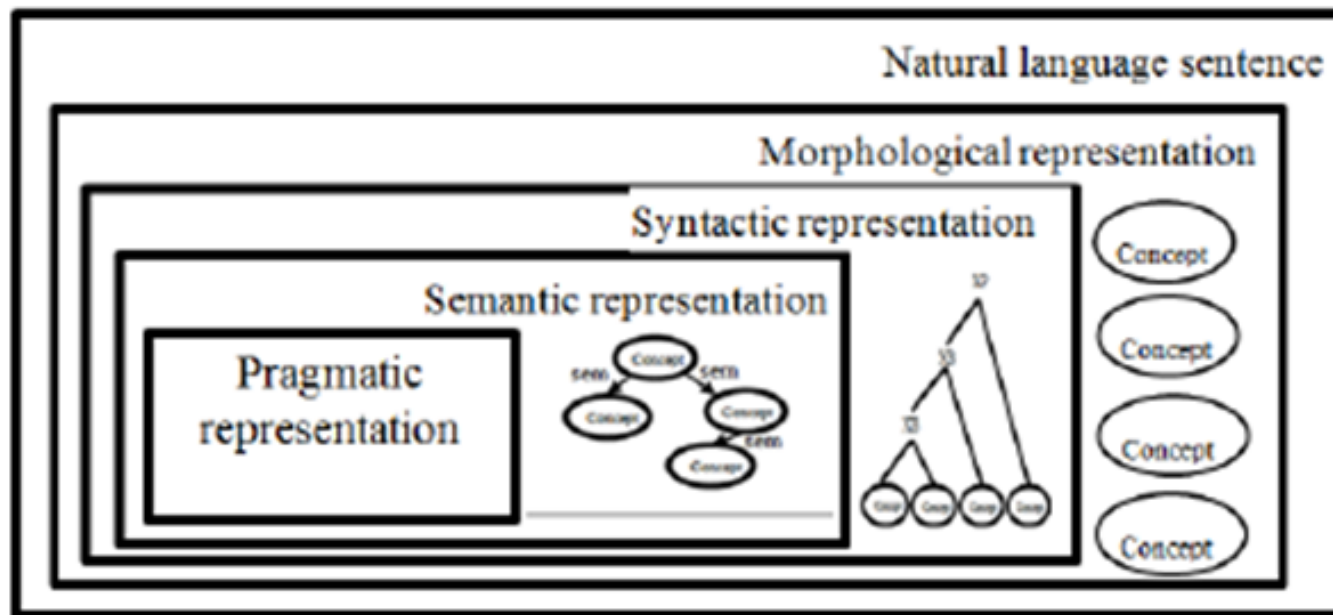 Natural language sentence
Morphological representation
Syntactic representation
Semantic representation
Pragmatic
representation
Concept
sem
sem
Concept
Concept
sem
Concept
Concept
Concept
Concept
Concept